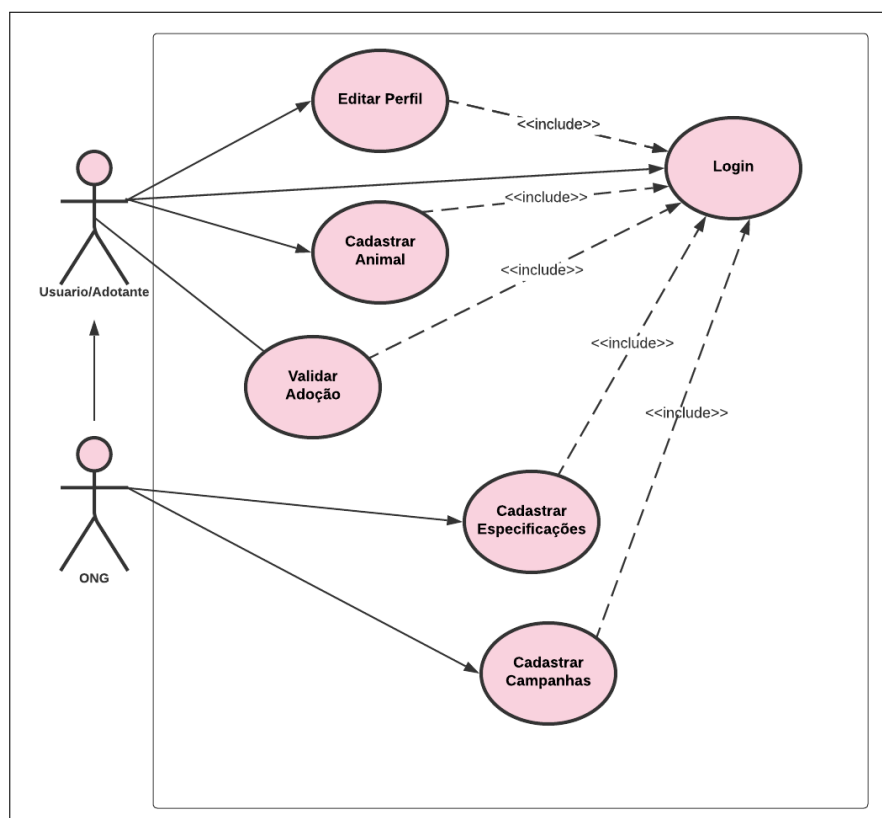 Editar Perfil
<<include>>
Login
<<include>>
Cadastrar
Animal
Usuario/Adotante
<<include>>
<<include>>
Validar
Adoção
<<include>>
Cadastrar
Especificações
ONG
Cadastrar
Campanhas